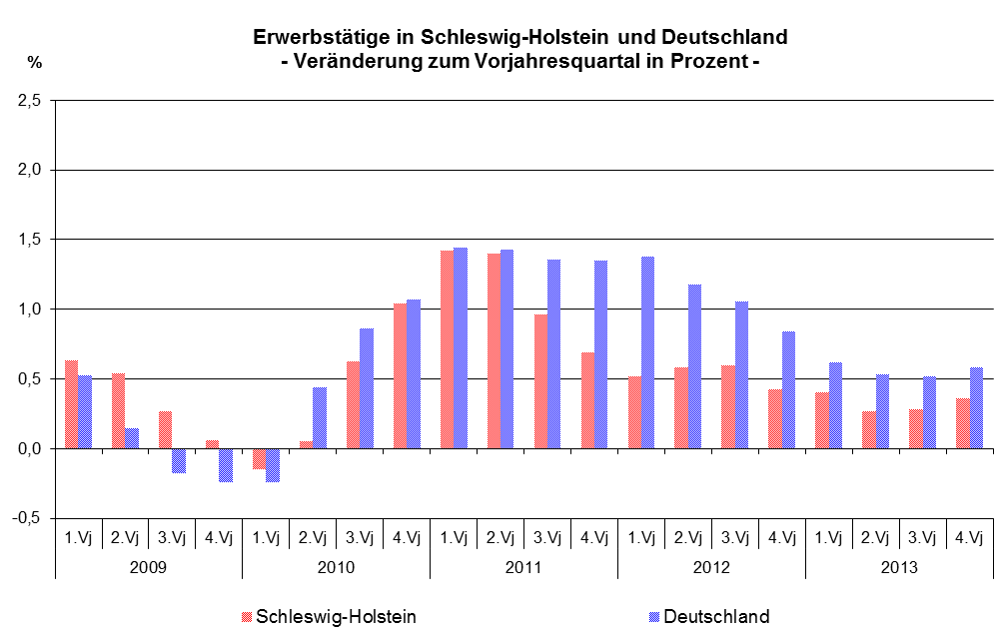 Erwerbstätige in Schleswig-Holstein und Deutschland
- Veränderung zum Vorjahresquartal in Prozent -
%
2,5
2,0
1,5
1,0
0,5
0,0
-0,5
1.Vj 2.Vj 3.Vj 4.Vj 1.Vj 2.Vj 3.Vj 4.Vj 1.Vj 2.Vj 3.Vj 4.Vj 1.Vj 2.Vj 3.Vj 4.Vj 1.Vj 2.Vj 3.Vj 4.Vj
2009 2010 2011 2012 2013
Schleswig-Holstein Deutschland